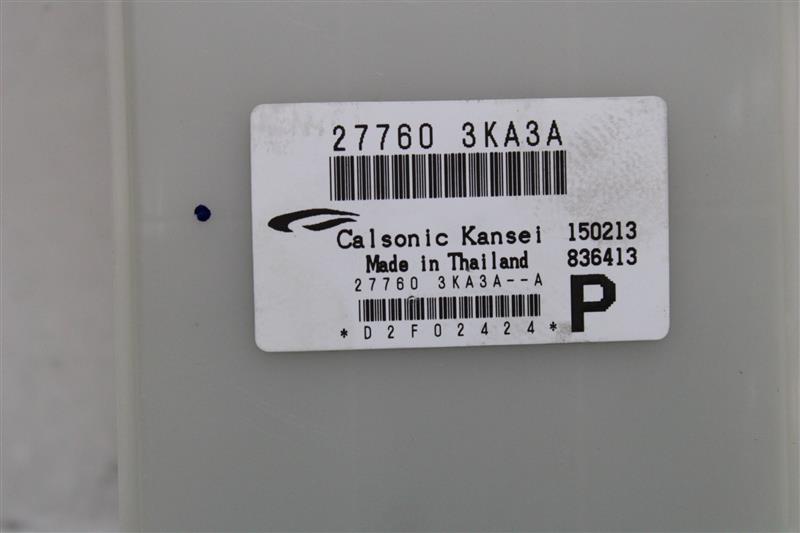 27760 3KA3A
Calsonic Kansei 150213
Made in Thailand 836413
27760 3KA3A--A
P
*D2F02424*